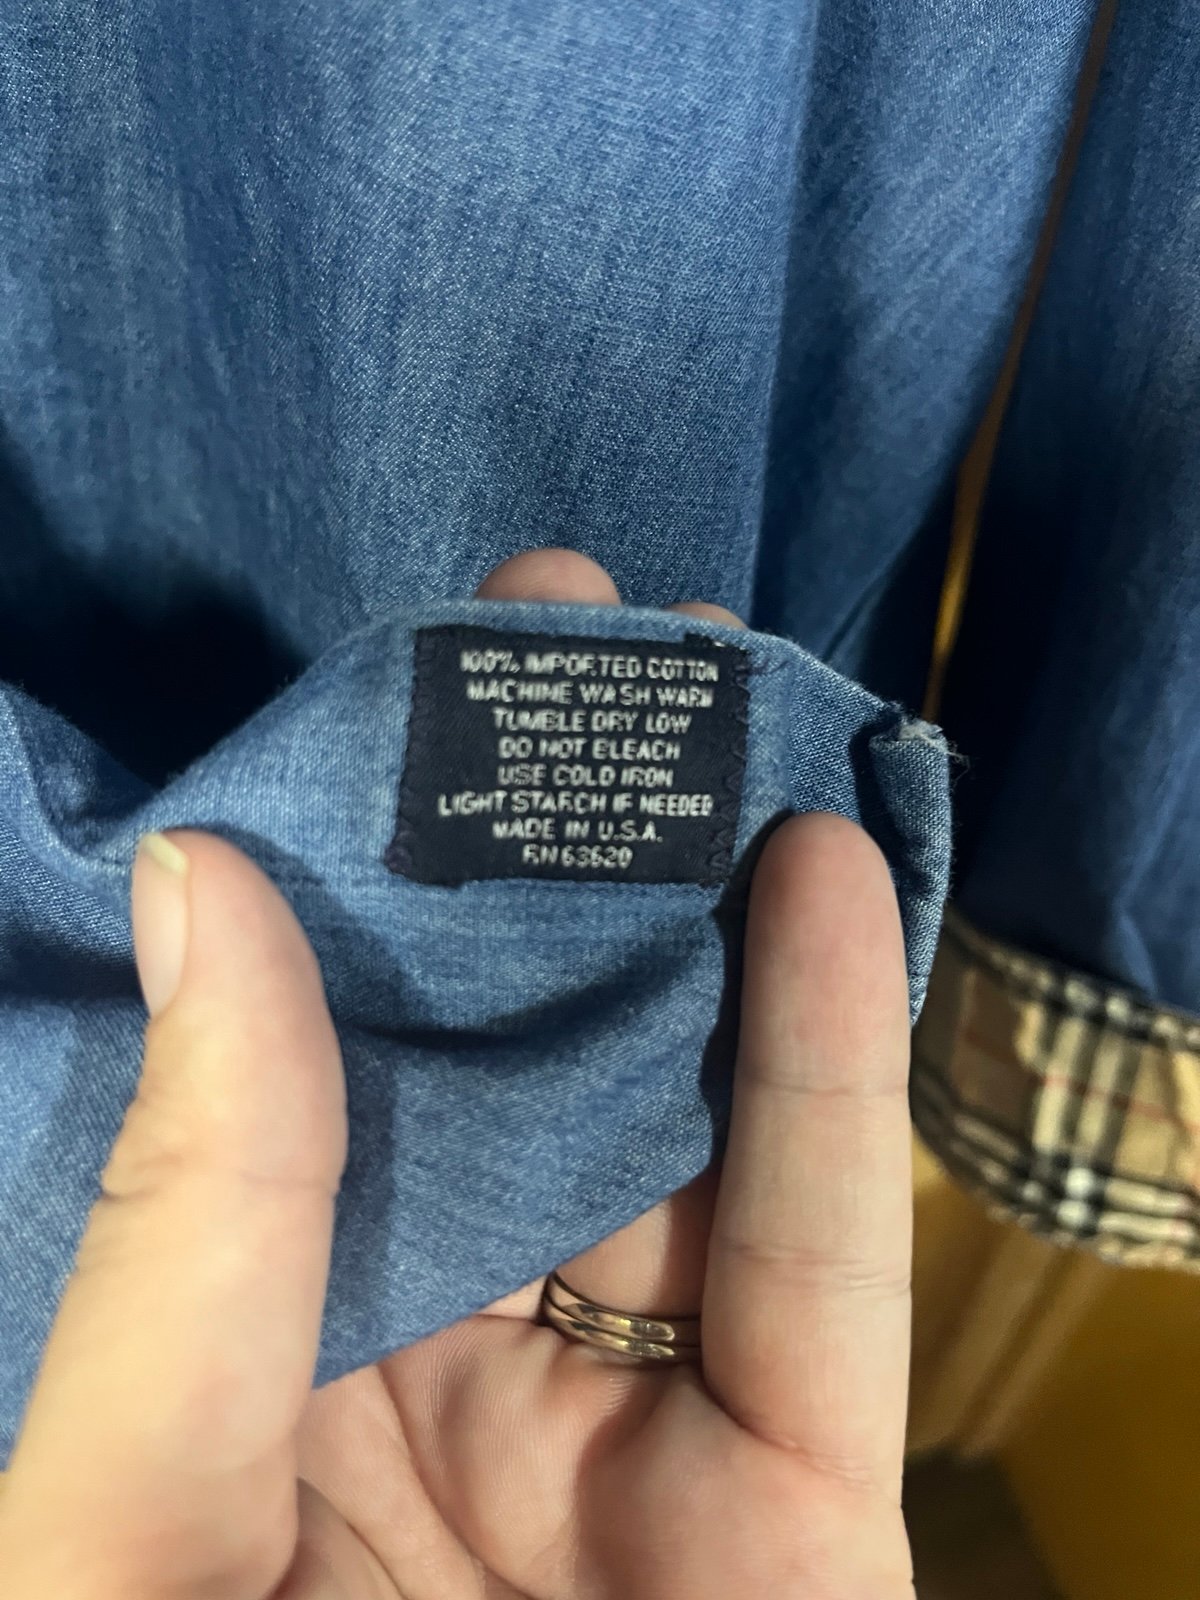 100% IMPORTED COTTON
MACHINE WASH WARM
TUMBLE DRY LOW
DO NOT BLEACH
USE COLD IRON
LIGHT STARCH IF NEEDED
MADE IN U.S.A.
RN 63620